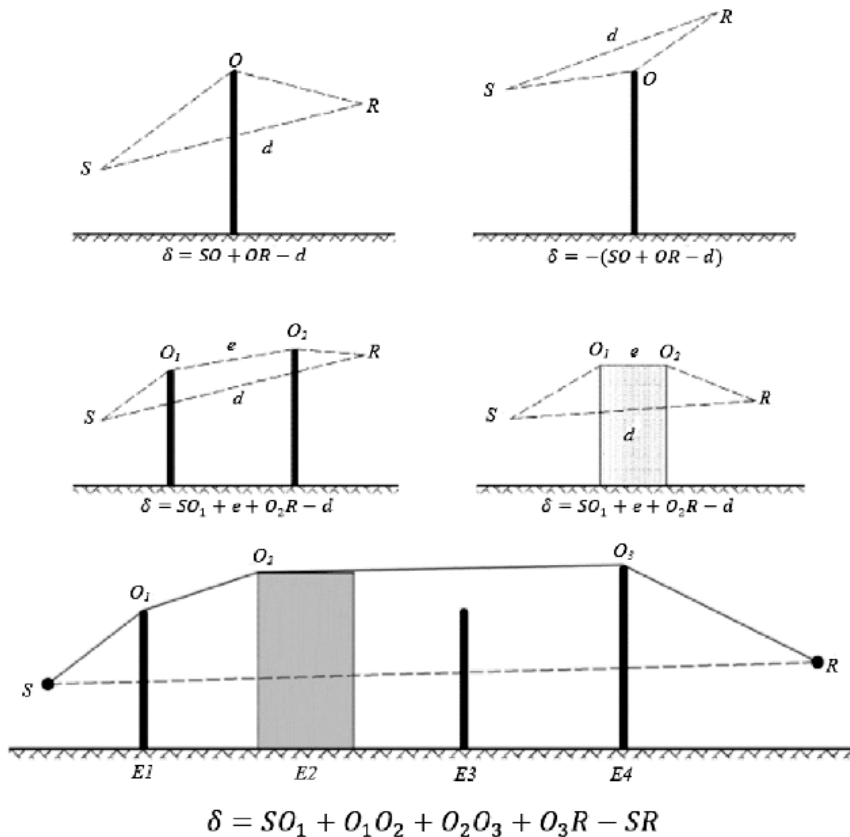 O
S
R
d
δ = SO + OR − d
d
R
S
O
δ = −(SO + OR − d)
O₁
e
O₂
R
S
d
δ = SO₁ + e + O₂R − d
O₁ e O₂
S
R
d
δ = SO₁ + e + O₂R − d
O₁
O₂
O₃
S
R
E1 E2 E3 E4
δ = SO₁ + O₁O₂ + O₂O₃ + O₃R − SR